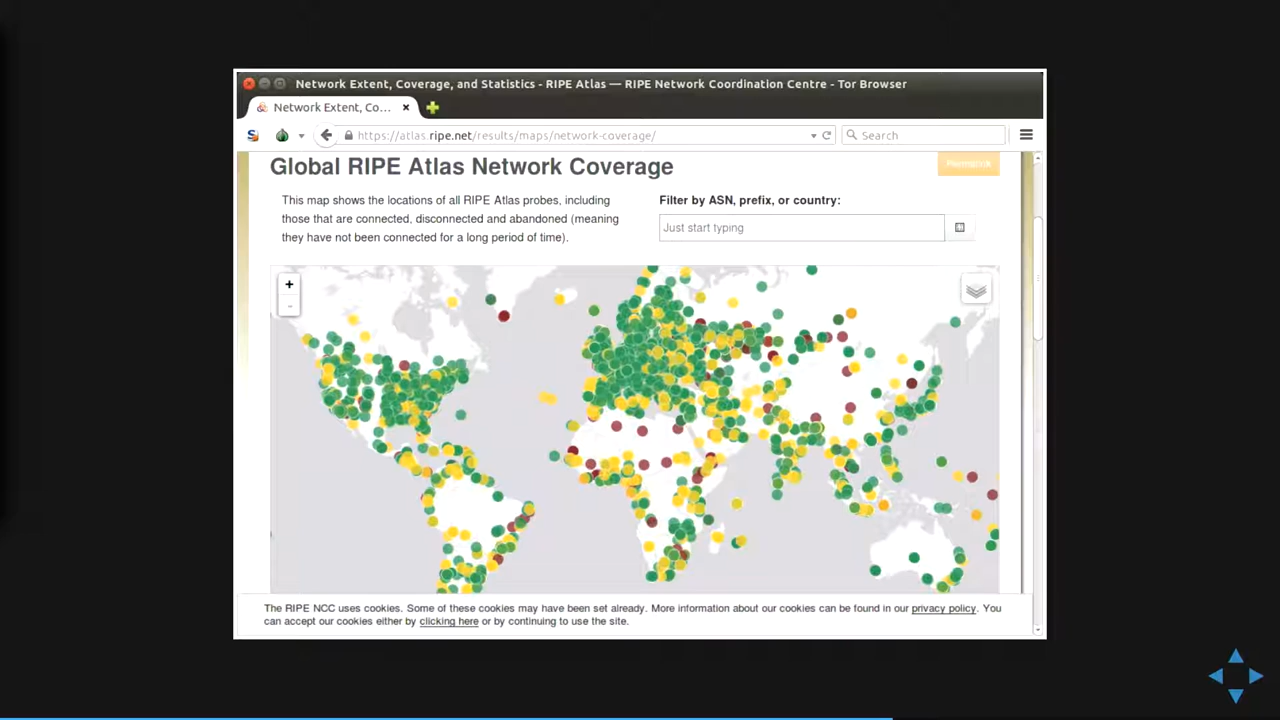 Network Extent, Coverage, and Statistics - RIPE Atlas — RIPE Network Coordination Centre - Tor Browser
Network Extent, Co...
https://atlas.ripe.net/results/maps/network-coverage/
Search
Global RIPE Atlas Network Coverage
Permalink
This map shows the locations of all RIPE Atlas probes, including
those that are connected, disconnected and abandoned (meaning
they have not been connected for a long period of time).
Filter by ASN, prefix, or country:
Just start typing
+
-
The RIPE NCC uses cookies. Some of these cookies may have been set already. More information about our cookies can be found in our privacy policy. You
can accept our cookies either by clicking here or by continuing to use the site.